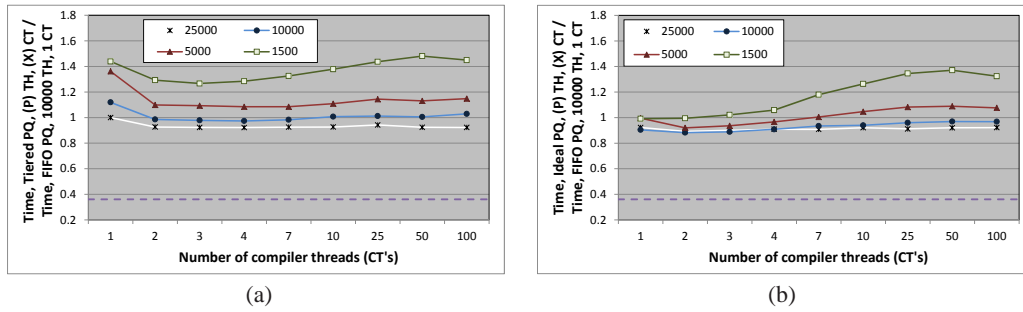 Time, Tiered PQ, (P) TH, (X) CT /
Time, FIFO PQ, 10000 TH, 1 CT
1.8
1.6
1.4
1.2
1
0.8
0.6
0.4
0.2
25000 10000
5000 1500
1 2 3 4 7 10 25 50 100
Number of compiler threads (CT's)
(a)
Time, Ideal PQ, (P) TH, (X) CT /
Time, FIFO PQ, 10000 TH, 1 CT
1.8
1.6
1.4
1.2
1
0.8
0.6
0.4
0.2
25000 10000
5000 1500
1 2 3 4 7 10 25 50 100
Number of compiler threads (CT's)
(b)